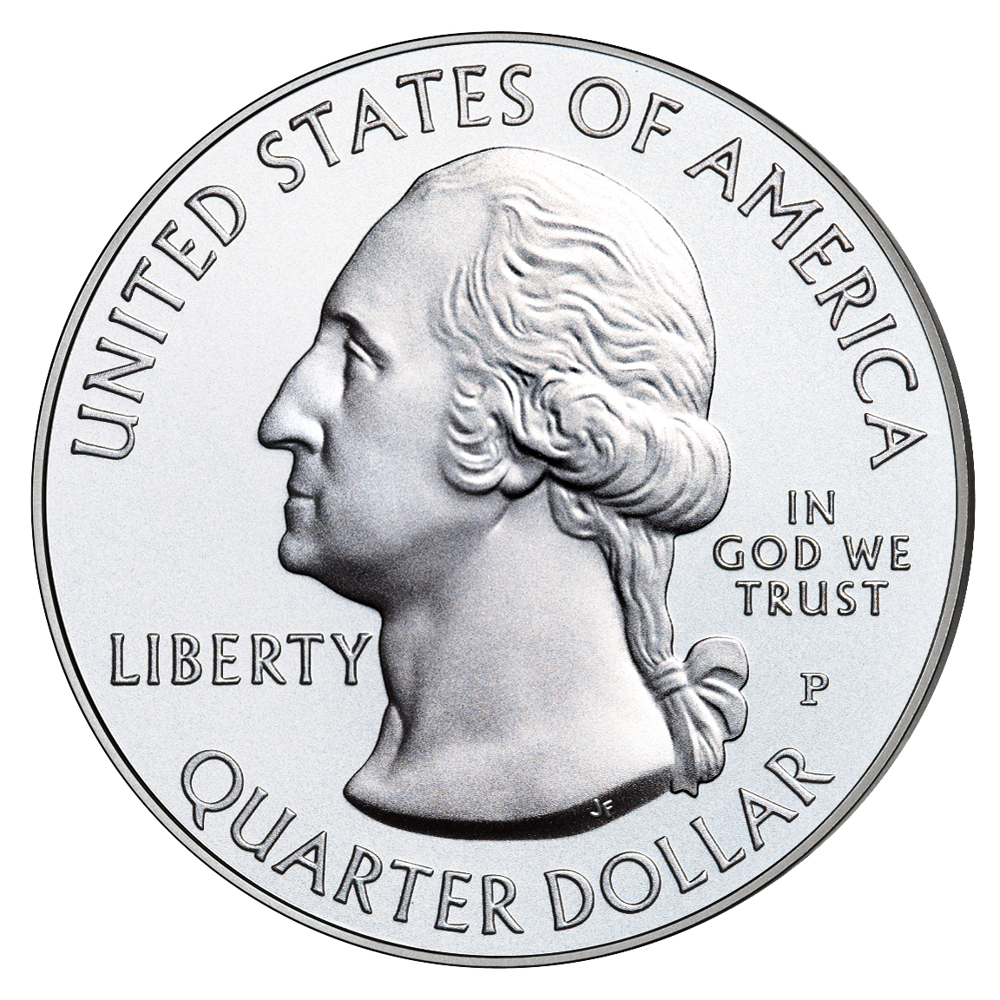 UNITED STATES OF AMERICA
LIBERTY
IN
GOD WE
TRUST
P
JF
QUARTER DOLLAR